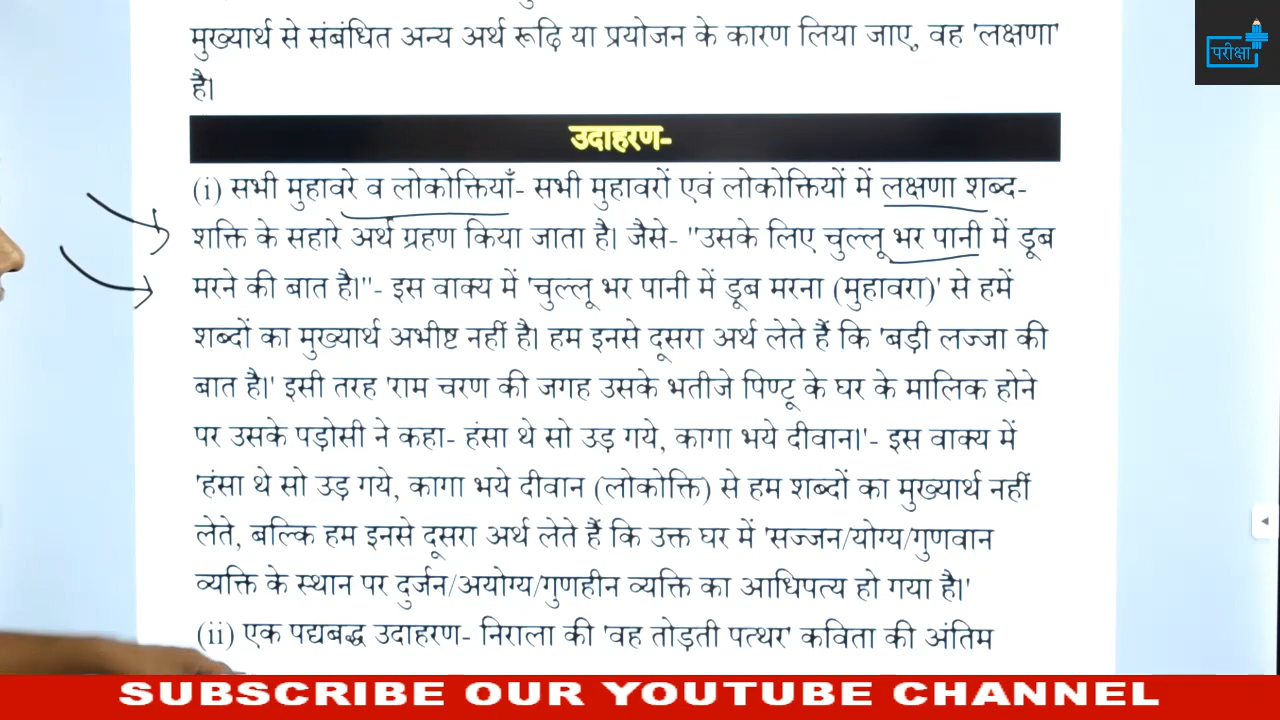 मुख्यार्थ से संबंधित अन्य अर्थ रूढि या प्रयोजन के कारण लिया जाए, वह 'लक्षणा'
है।
परीक्षा
उदाहरण-
(i) सभी मुहावरे व लोकोक्तियाँ- सभी मुहावरों एवं लोकोक्तियों में लक्षणा शब्द-
शक्ति के सहारे अर्थ ग्रहण किया जाता है। जैसे- "उसके लिए चुल्लू भर पानी में डूब
मरने की बात है।"- इस वाक्य में 'चुल्लू भर पानी में डूब मरना (मुहावरा)' से हमें
शब्दों का मुख्यार्थ अभीष्ट नहीं है। हम इनसे दूसरा अर्थ लेते हैं कि 'बड़ी लज्जा की
बात है।' इसी तरह 'राम चरण की जगह उसके भतीजे पिण्टू के घर के मालिक होने
पर उसके पड़ोसी ने कहा- हंसा थे सो उड़ गये, कागा भये दीवान।'- इस वाक्य में
'हंसा थे सो उड़ गये, कागा भये दीवान (लोकोक्ति) से हम शब्दों का मुख्यार्थ नहीं
लेते, बल्कि हम इनसे दूसरा अर्थ लेते हैं कि उक्त घर में 'सज्जन/योग्य/गुणवान
व्यक्ति के स्थान पर दुर्जन/अयोग्य/गुणहीन व्यक्ति का आधिपत्य हो गया है।'
(ii) एक पद्यबद्ध उदाहरण- निराला की 'वह तोड़ती पत्थर' कविता की अंतिम
SUBSCRIBE OUR YOUTUBE CHANNEL